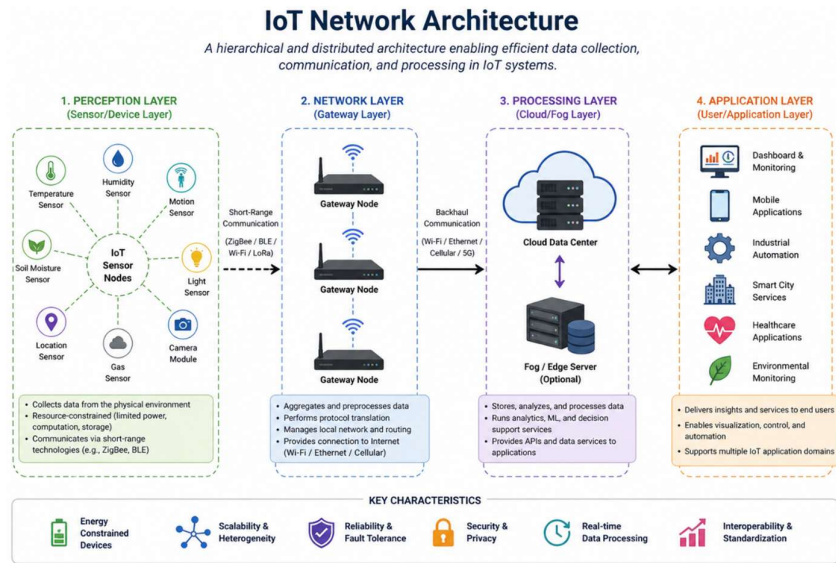 IoT Network Architecture
A hierarchical and distributed architecture enabling efficient data collection,
communication, and processing in IoT systems.
1. PERCEPTION LAYER
(Sensor/Device Layer)
Temperature
Sensor
Humidity
Sensor
Motion
Sensor
Soil Moisture
Sensor
IoT
Sensor
Nodes
Light
Sensor
Location
Sensor
Gas
Sensor
Camera
Module
• Collects data from the physical environment
• Resource-constrained (limited power,
computation, storage)
• Communicates via short-range
technologies (e.g., ZigBee, BLE)
Short-Range
Communication
(ZigBee / BLE /
Wi-Fi / LoRa)
2. NETWORK LAYER
(Gateway Layer)
Gateway Node
Gateway Node
Gateway Node
• Aggregates and preprocesses data
• Performs protocol translation
• Manages local network and routing
• Provides connection to Internet
(Wi-Fi / Ethernet / Cellular)
Backhaul
Communication
(Wi-Fi / Ethernet /
Cellular / 5G)
3. PROCESSING LAYER
(Cloud/Fog Layer)
Cloud Data Center
Fog / Edge Server
(Optional)
• Stores, analyzes, and processes data
• Runs analytics, ML, and decision
support services
• Provides APIs and data services to
applications
4. APPLICATION LAYER
(User/Application Layer)
Dashboard &
Monitoring
Mobile
Applications
Industrial
Automation
Smart City
Services
Healthcare
Applications
Environmental
Monitoring
• Delivers insights and services to end users
• Enables visualization, control, and
automation
• Supports multiple IoT application domains
KEY CHARACTERISTICS
Energy
Constrained
Devices
Scalability &
Heterogeneity
Reliability &
Fault Tolerance
Security &
Privacy
Real-time
Data Processing
Interoperability &
Standardization